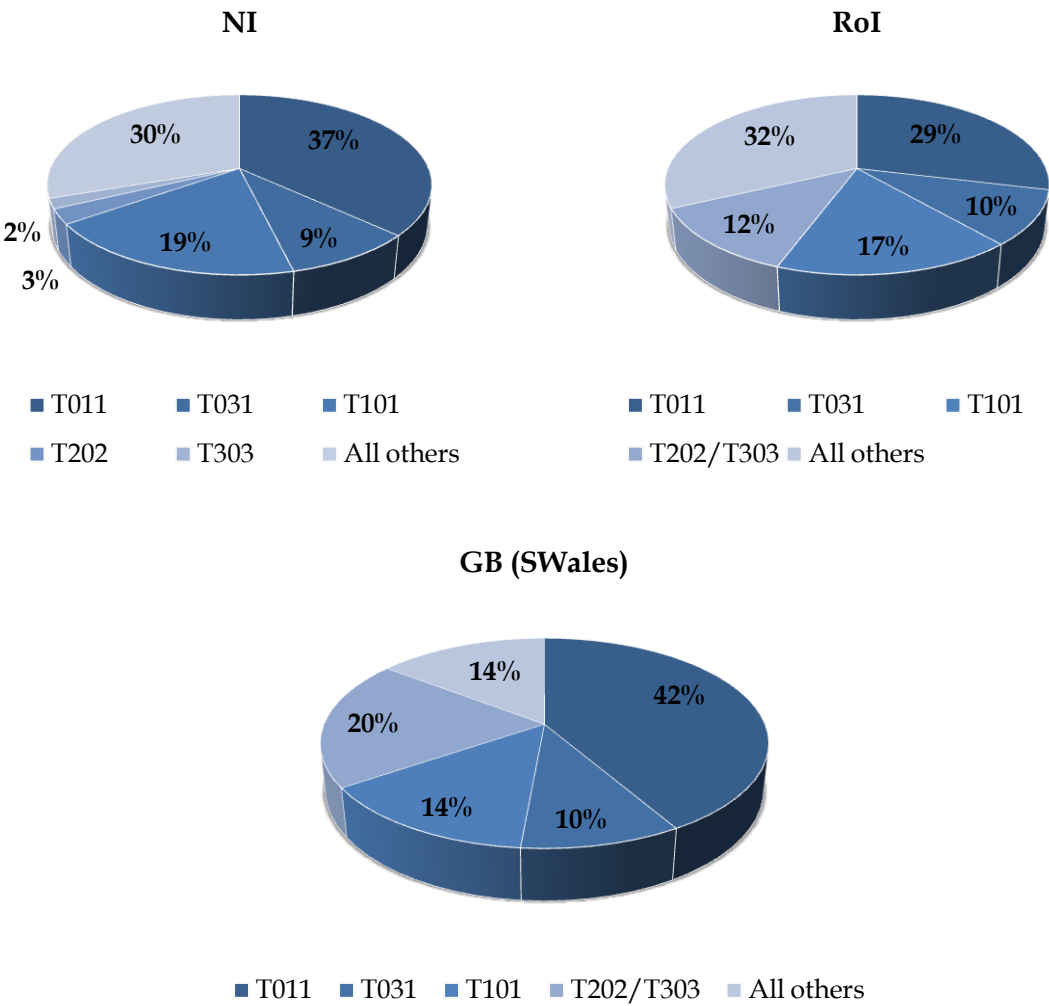 NI
RoI
30%
37%
2%
3%
19%
9%
32%
29%
12%
17%
10%
T011 T031 T101
T202 T303 All others
T011 T031 T101
T202/T303 All others
GB (SWales)
14%
42%
20%
14%
10%
T011 T031 T101 T202/T303 All others